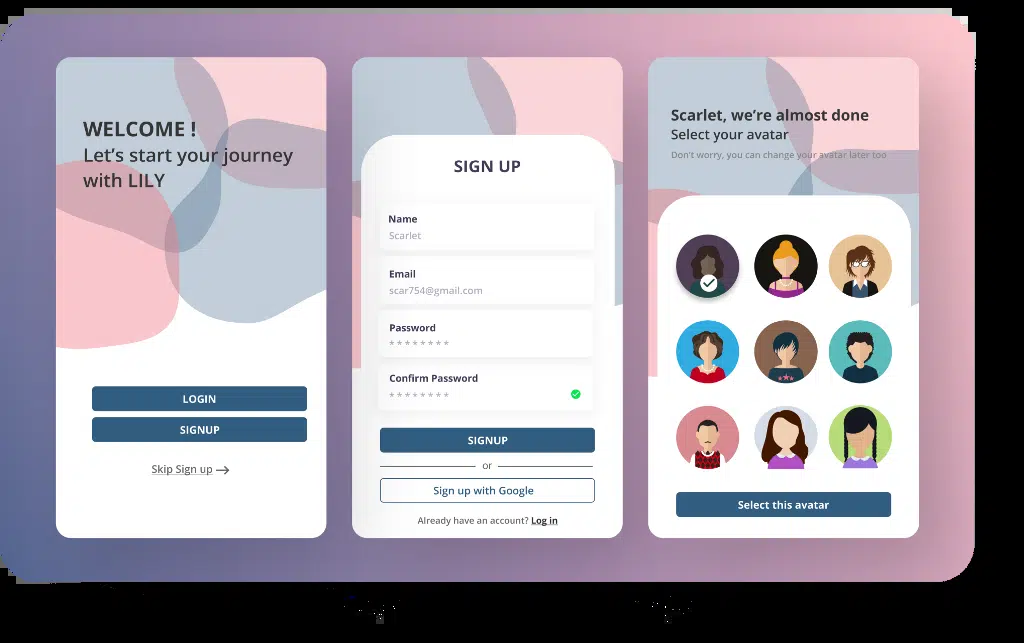 WELCOME !
Let’s start your journey
with LILY
LOGIN
SIGNUP
Skip Sign up
SIGN UP
Name
Scarlet
Email
scar754@gmail.com
Password
* * * * * * * *
Confirm Password
* * * * * * * *
SIGNUP
or
Sign up with Google
Already have an account? Log in
Scarlet, we’re almost done
Select your avatar
Don’t worry, you can change your avatar later too
Select this avatar